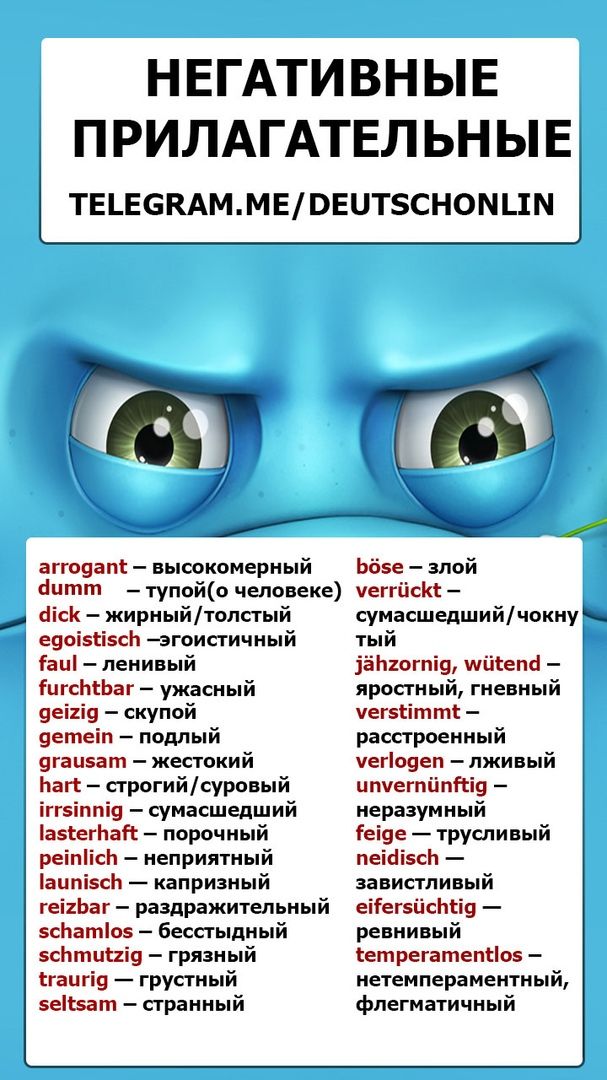 НЕГАТИВНЫЕ
ПРИЛАГАТЕЛЬНЫЕ
TELEGRAM.ME/DEUTSCHONLIN
arrogant – высокомерный
dumm – тупой(о человеке)
dick – жирный/толстый
egoistisch –эгоистичный
faul – ленивый
furchtbar – ужасный
geizig – скупой
gemein – подлый
grausam – жестокий
hart – строгий/суровый
irrsinnig – сумасшедший
lasterhaft – порочный
peinlich – неприятный
launisch — капризный
reizbar – раздражительный
schamlos – бесстыдный
schmutzig – грязный
traurig — грустный
seltsam – странный
böse – злой
verrückt –
сумасшедший/чокну
тый
jähzornig, wütend –
яростный, гневный
verstimmt –
расстроенный
verlogen – лживый
unvernünftig –
неразумный
feige — трусливый
neidisch —
завистливый
eifersüchtig —
ревнивый
temperamentlos –
нетемпераментный,
флегматичный